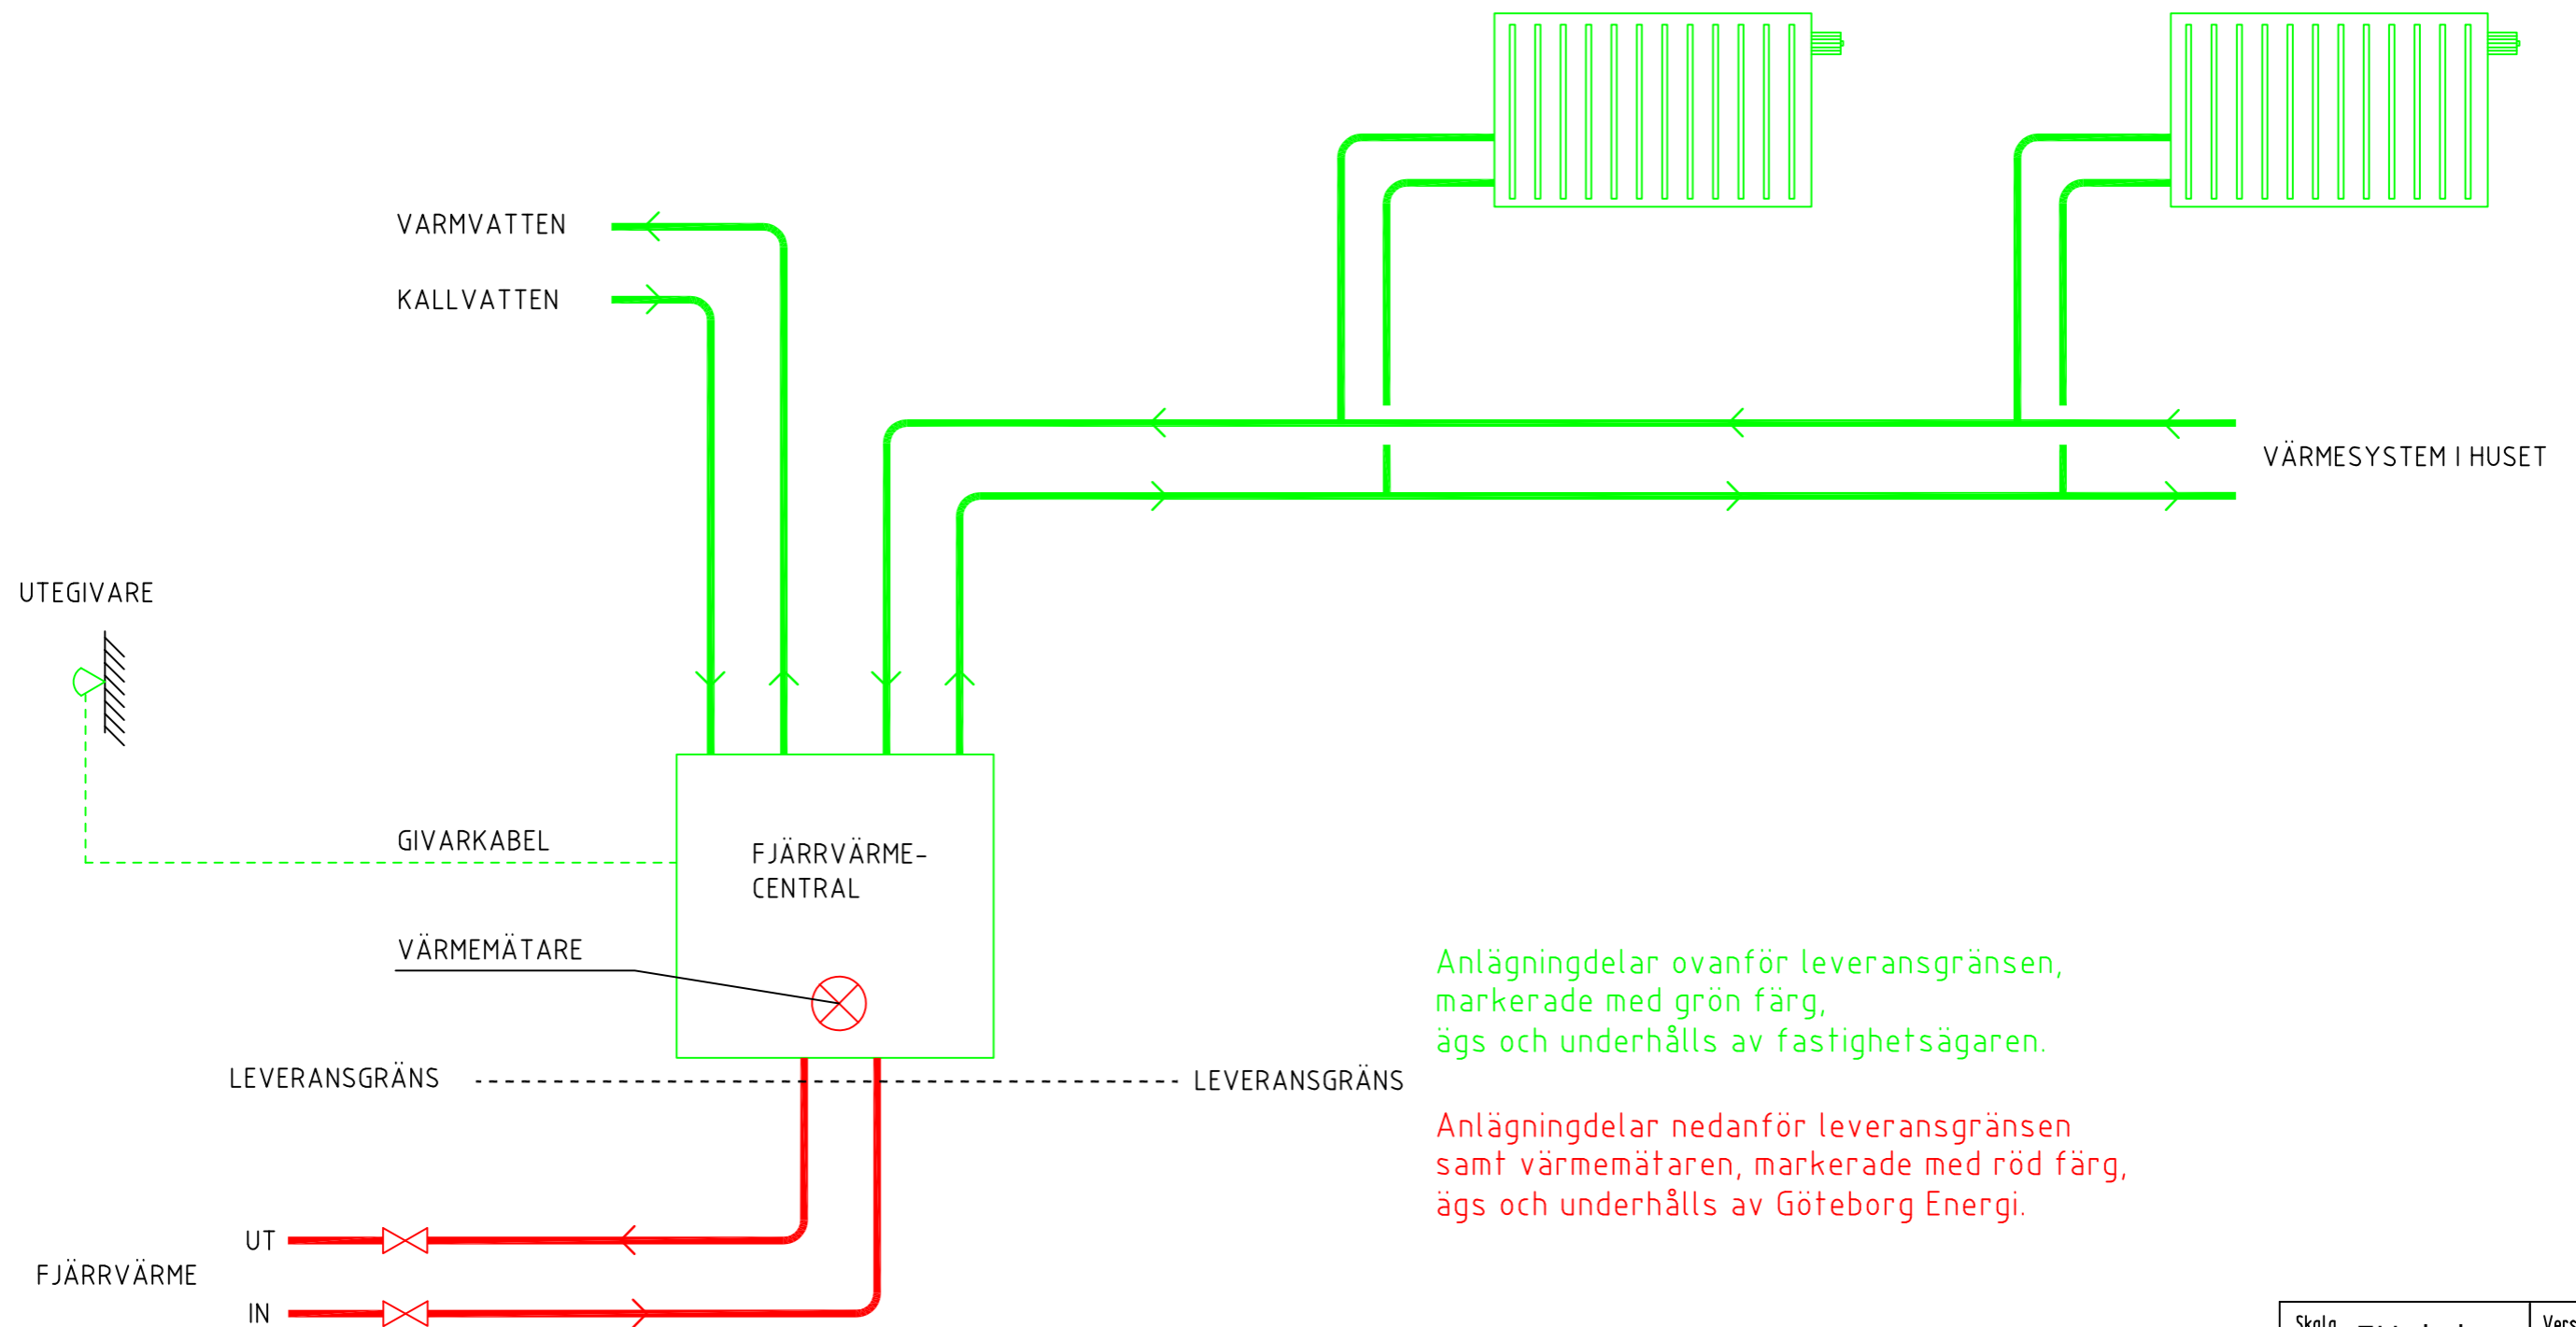 VARMVATTEN
KALLVATTEN
VÄRMESYSTEM I HUSET
UTEGIVARE
GIVARKABEL
FJÄRRVÄRME-
CENTRAL
VÄRMEMÄTARE
LEVERANSGRÄNS
LEVERANSGRÄNS
Anlägningdelar ovanför leveransgränsen,
markerade med grön färg,
ägs och underhålls av fastighetsägaren.
Anlägningdelar nedanför leveransgränsen
samt värmemätaren, markerade med röd färg,
ägs och underhålls av Göteborg Energi.
UT
FJÄRRVÄRME
IN
Skala